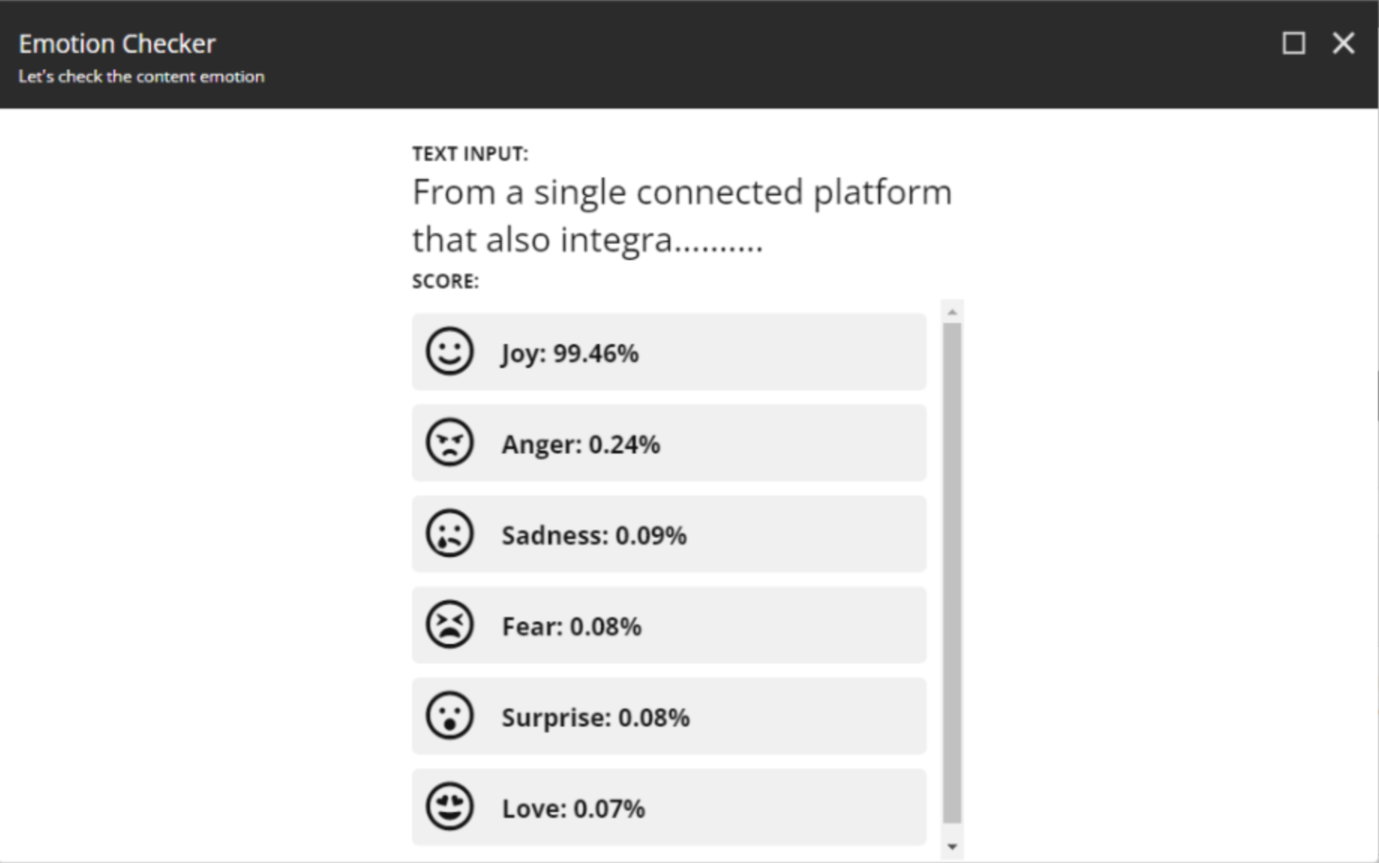 Emotion Checker
Let's check the content emotion
TEXT INPUT:
From a single connected platform
that also integra..........
SCORE:
Joy: 99.46%
Anger: 0.24%
Sadness: 0.09%
Fear: 0.08%
Surprise: 0.08%
Love: 0.07%